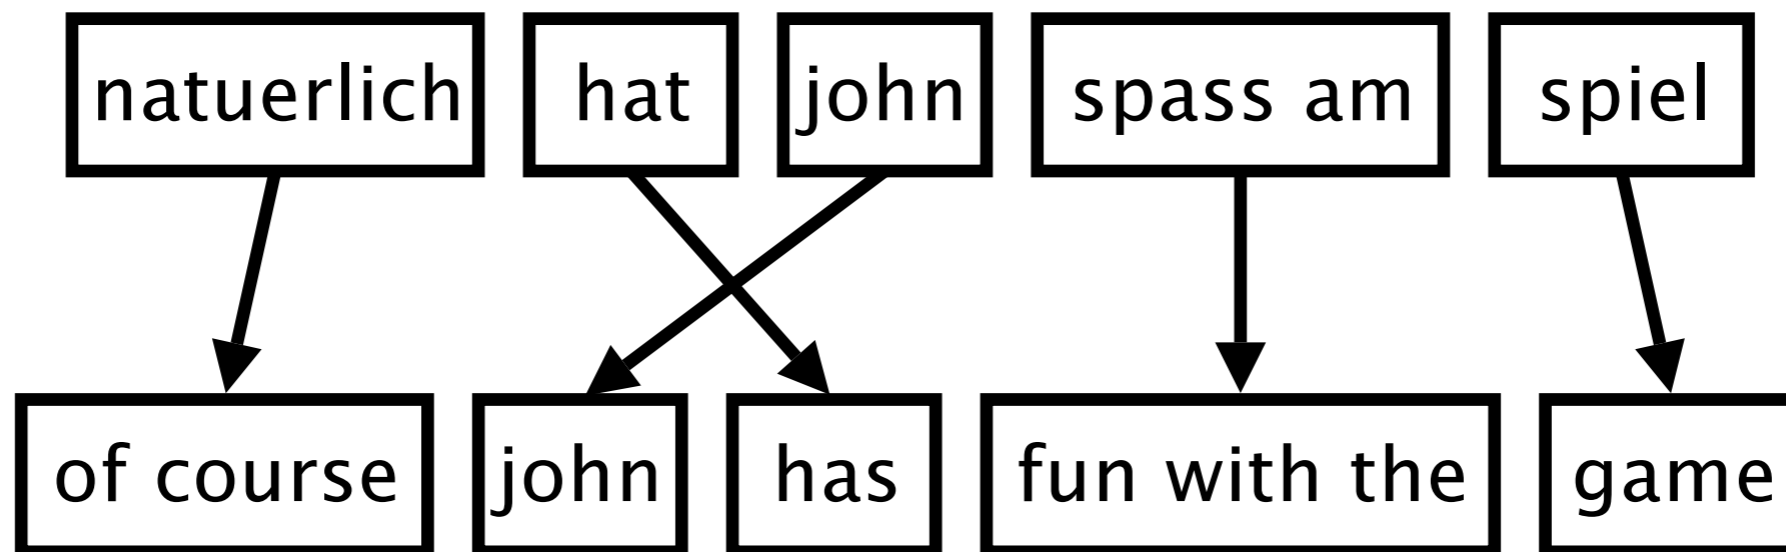 natuerlich hat john spass am spiel
of course john has fun with the game